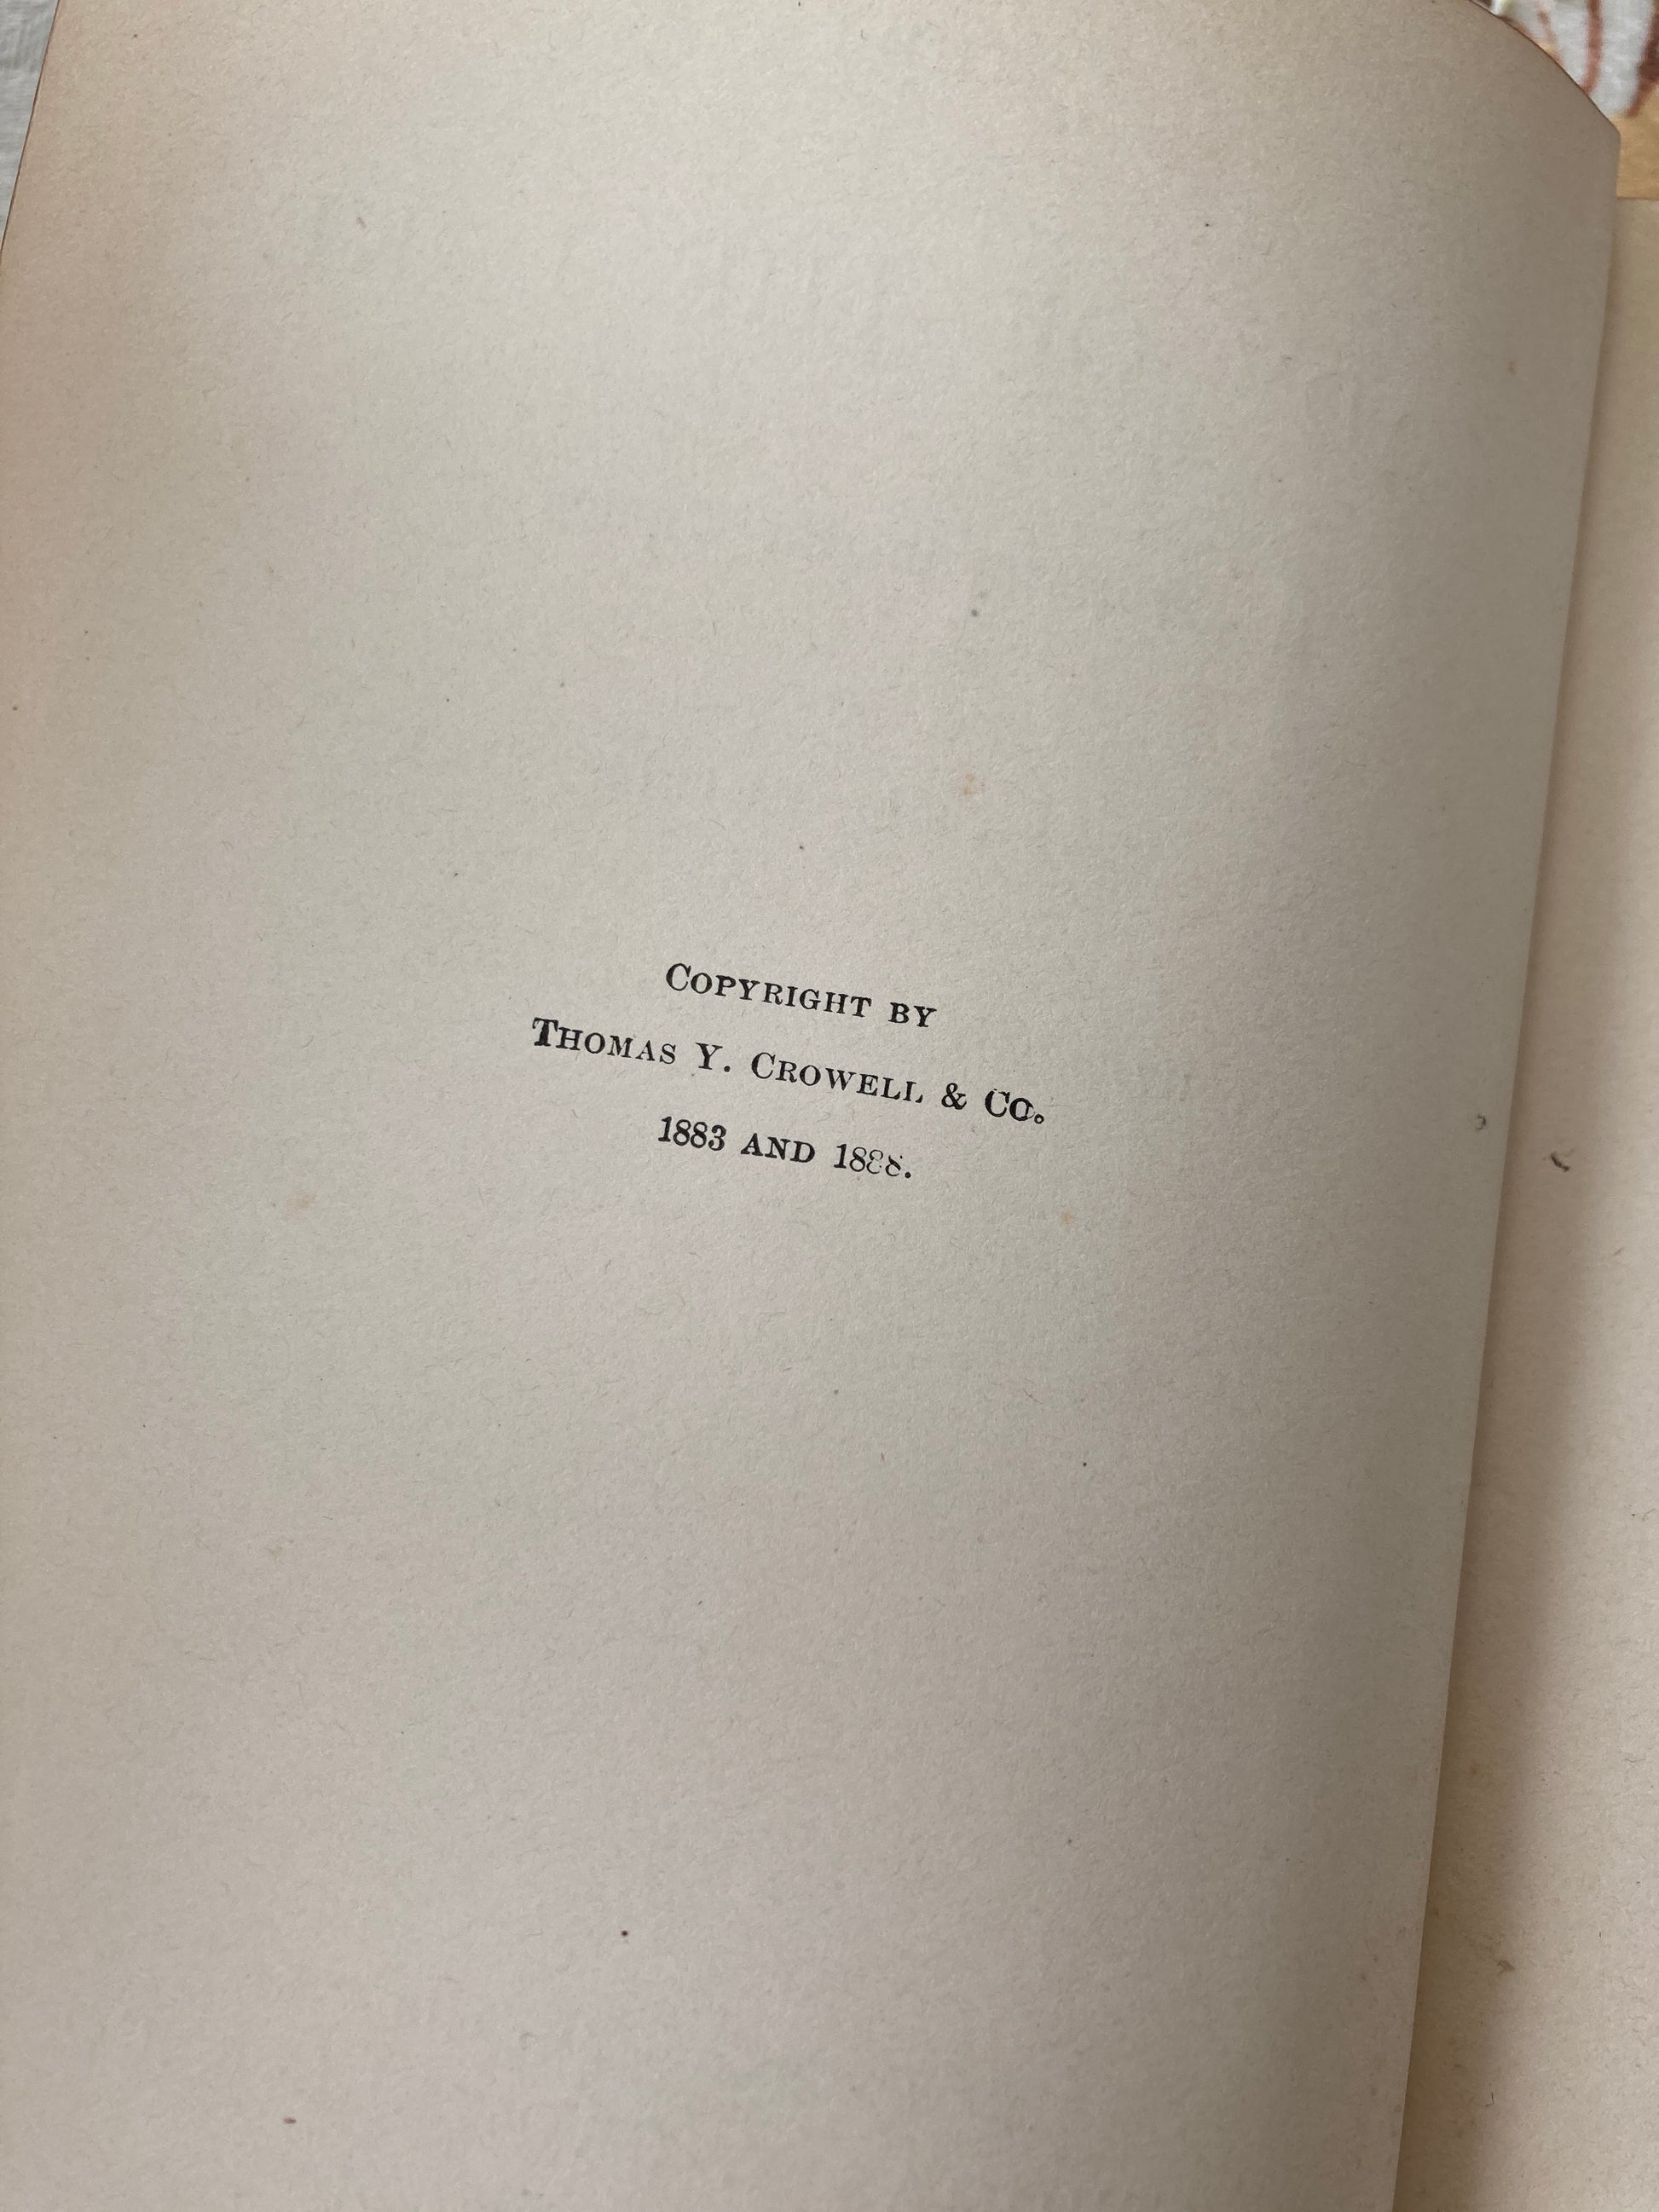 COPYRIGHT BY
THOMAS Y. CROWELL & CO.
1883 AND 1888.